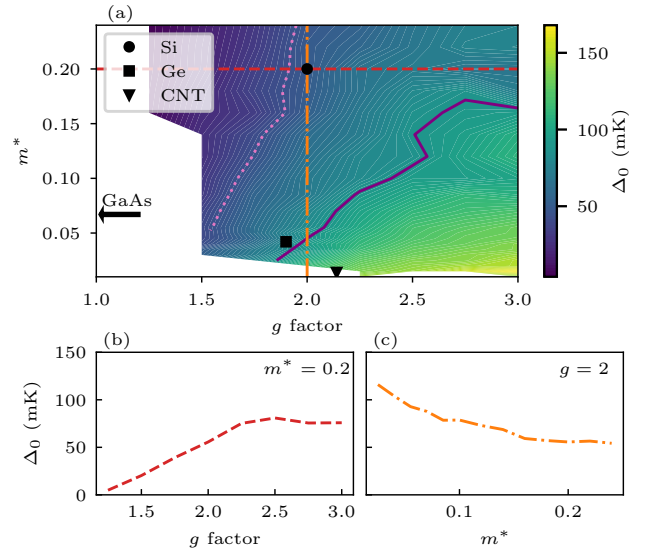 (a)
Si
Ge
CNT
GaAs
0.20
0.15
0.10
0.05
m*
1.0 1.5 2.0 2.5 3.0
g factor
150
100
50
Δ₀ (mK)
(b)
m* = 0.2
150
100
50
0
Δ₀ (mK)
1.5 2.0 2.5 3.0
g factor
(c)
g = 2
0.1 0.2
m*